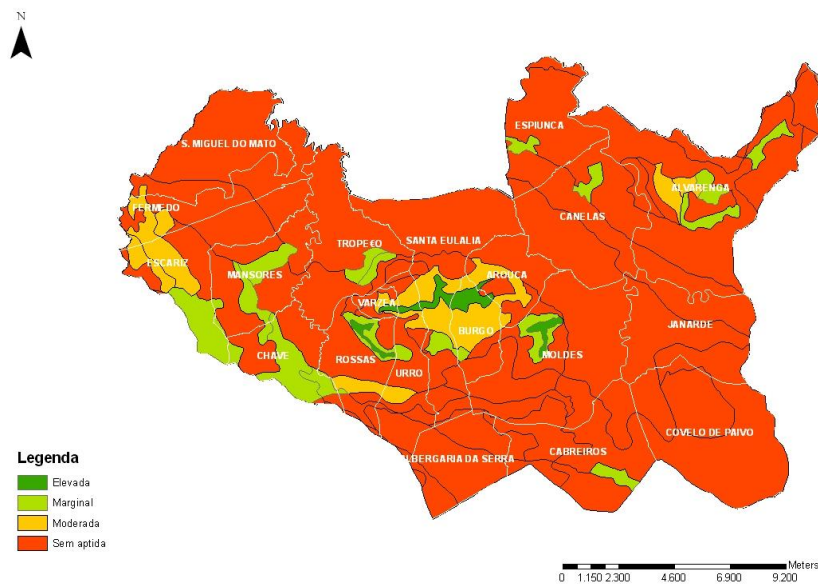 N
ESPIUNCA
S. MIGUEL DO MATO
ALVARENGA
FERMEDO
CANELAS
TROPEÇO
SANTA EULALIA
ESCARIZ
MANSORES
AROUCA
VARZEA
JANARDE
BURGO
CHAVE
ROSSAS
MOLDES
URRO
COVELO DE PAIVO
CABREIROS
ALBERGARIA DA SERRA
Legenda
Elevada
Marginal
Moderada
Sem aptida
Meters
0 1.150 2.300 4.600 6.900 9.200